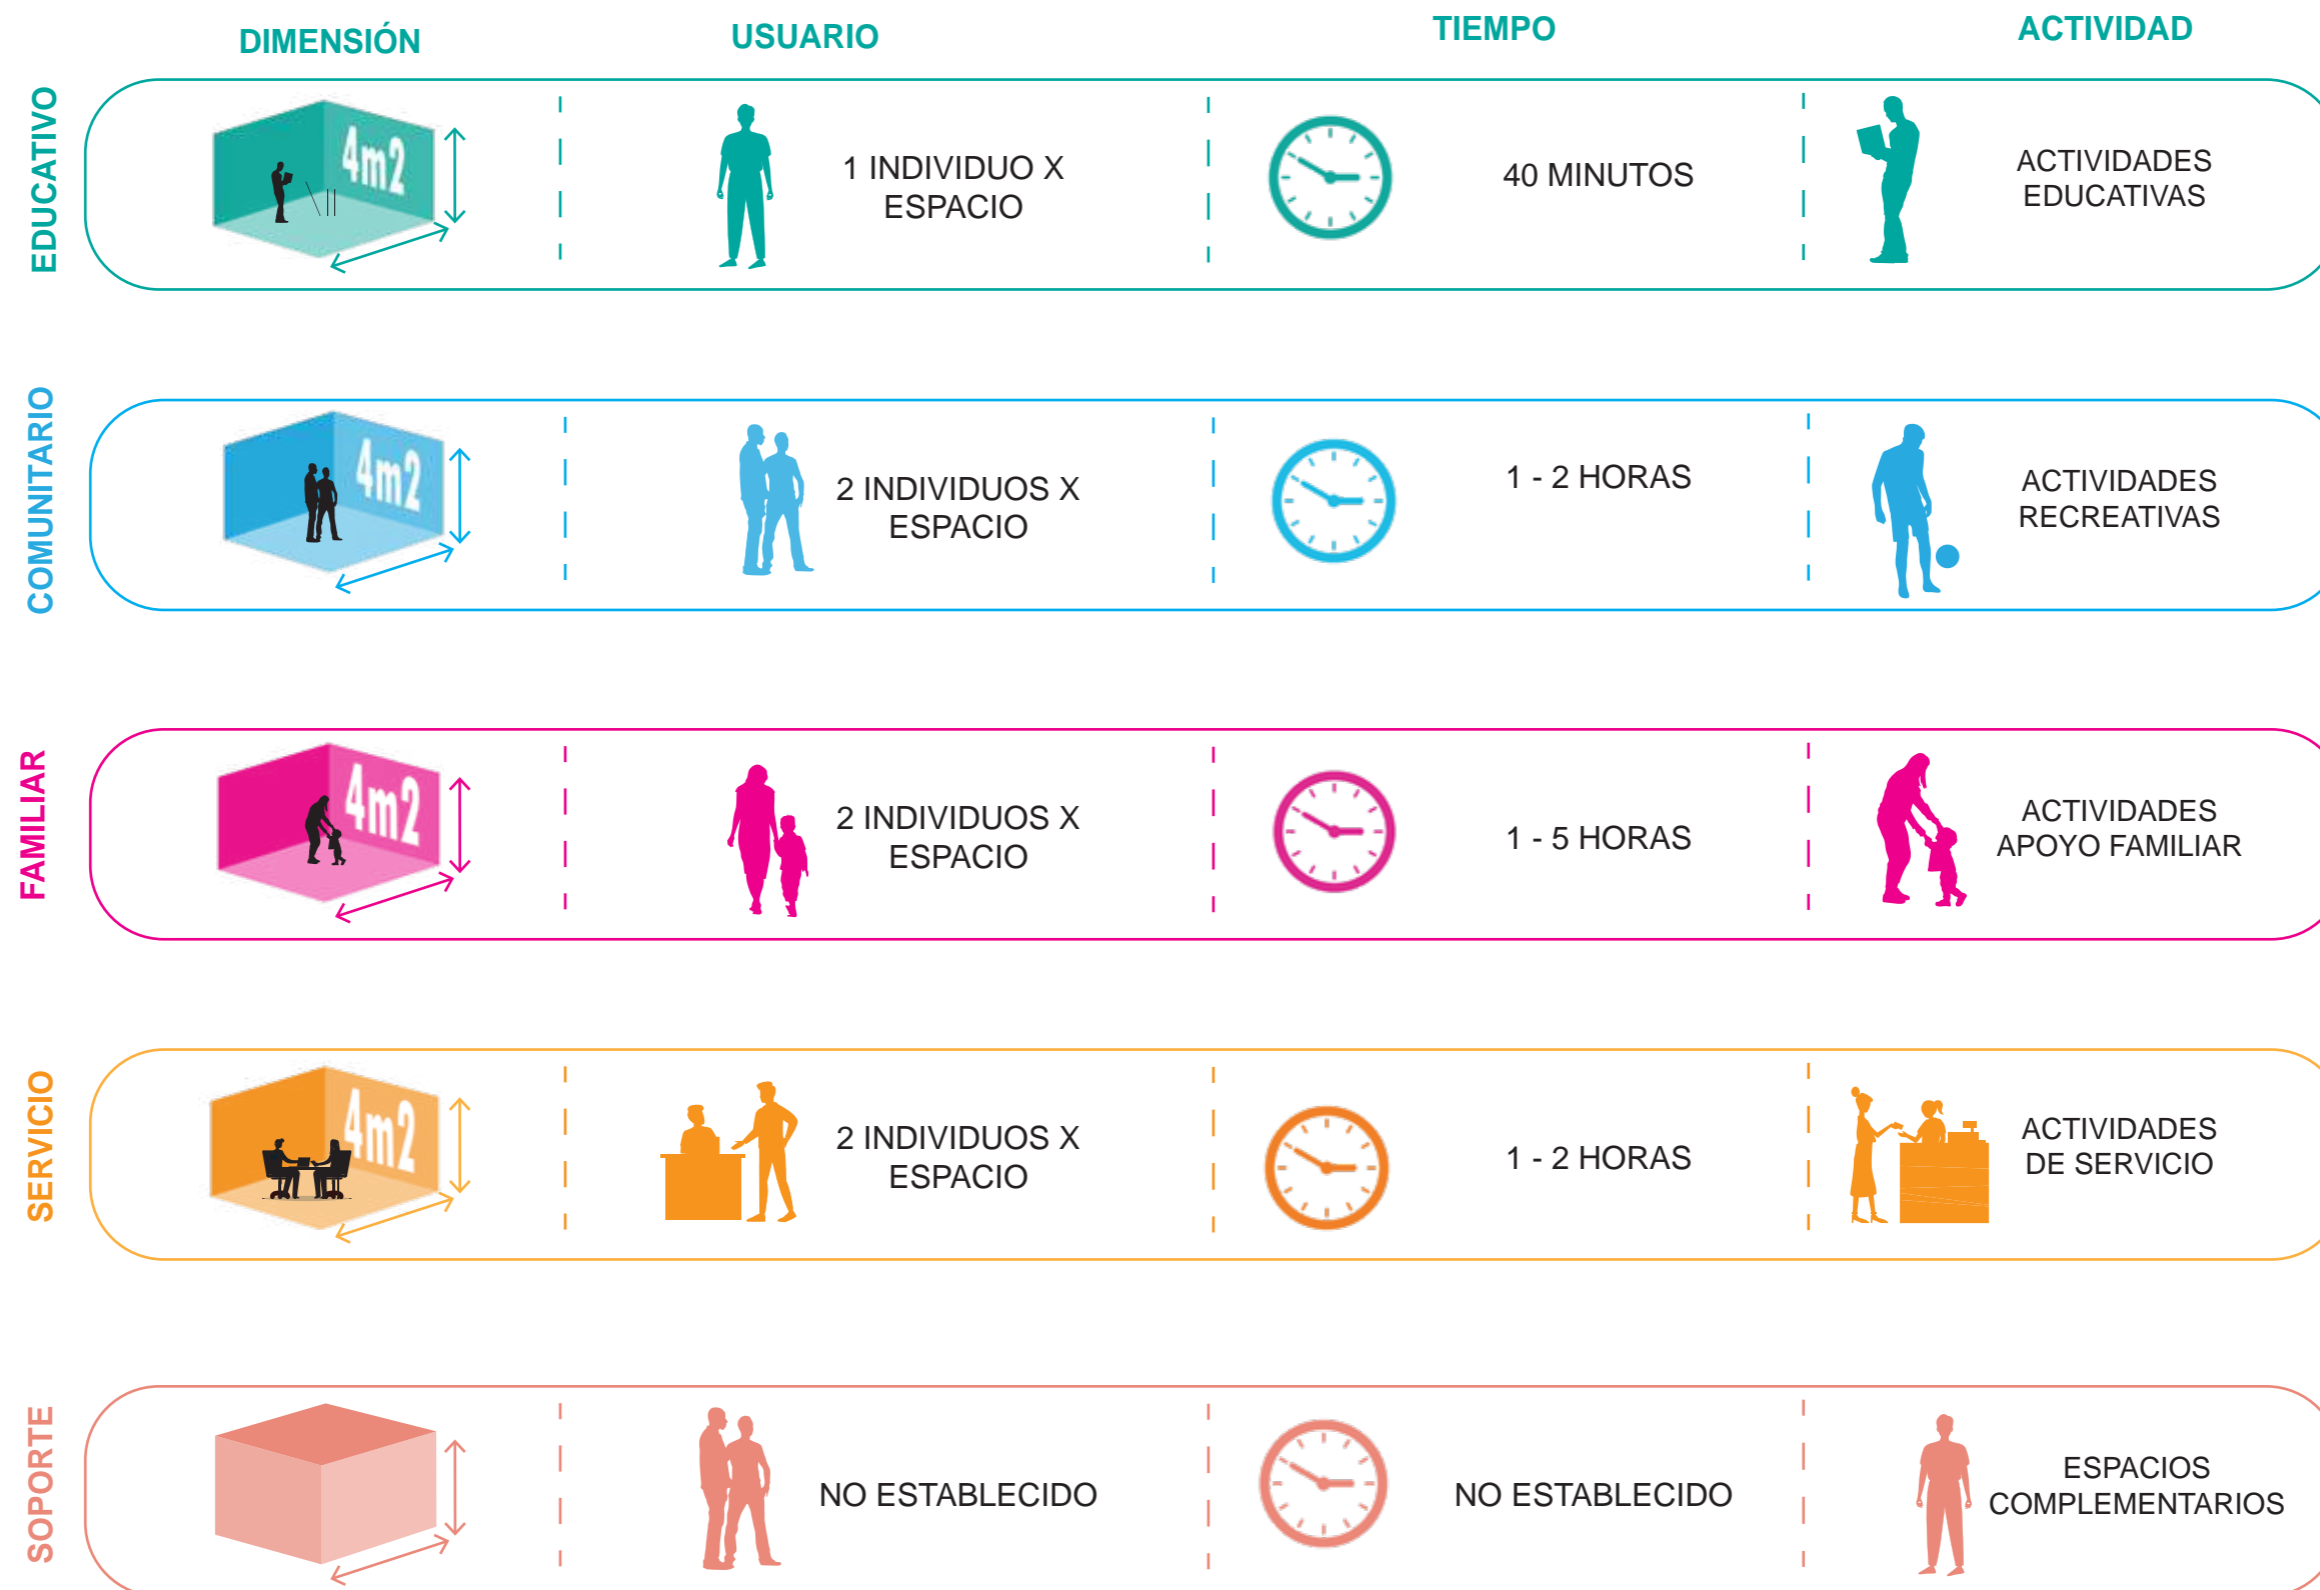 DIMENSIÓN
USUARIO
TIEMPO
ACTIVIDAD
EDUCATIVO
4m2
1 INDIVIDUO X
ESPACIO
40 MINUTOS
ACTIVIDADES
EDUCATIVAS
COMUNITARIO
4m2
2 INDIVIDUOS X
ESPACIO
1 - 2 HORAS
ACTIVIDADES
RECREATIVAS
FAMILIAR
4m2
2 INDIVIDUOS X
ESPACIO
1 - 5 HORAS
ACTIVIDADES
APOYO FAMILIAR
SERVICIO
4m2
2 INDIVIDUOS X
ESPACIO
1 - 2 HORAS
ACTIVIDADES
DE SERVICIO
SOPORTE
NO ESTABLECIDO
NO ESTABLECIDO
ESPACIOS
COMPLEMENTARIOS